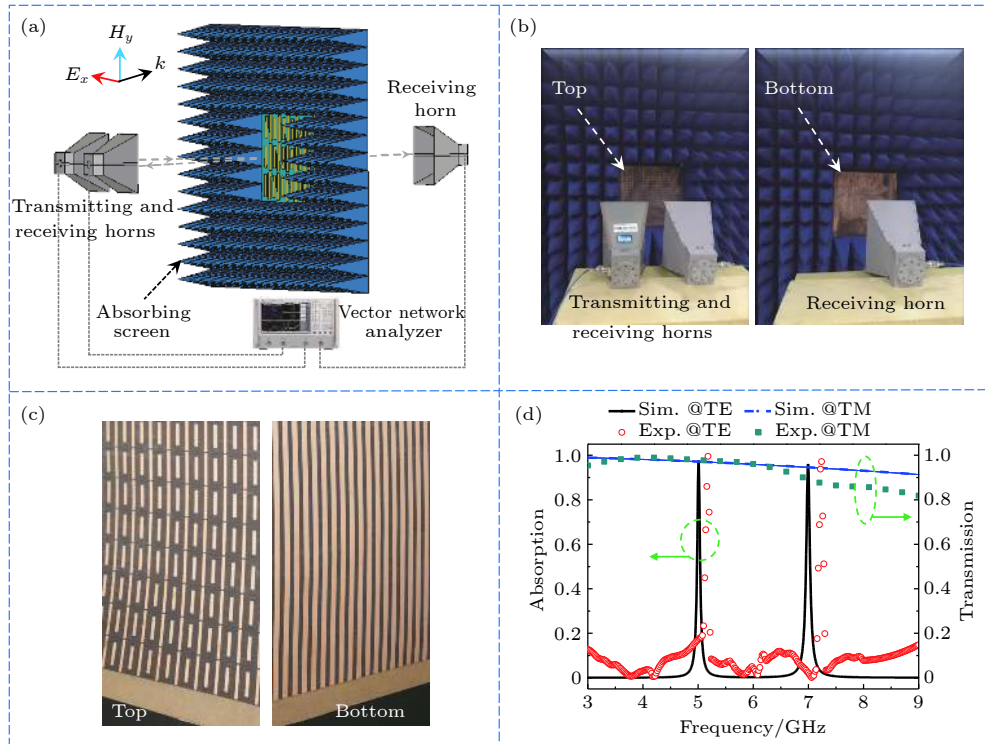 (a)
H_y
E_x
k
Receiving
horn
Transmitting and
receiving horns
Absorbing
screen
Vector network
analyzer
(b)
Top
Transmitting and
receiving horns
Bottom
Receiving horn
(c)
Top
Bottom
(d)
Sim. @TE
Sim. @TM
Exp. @TE
Exp. @TM
1.0
0.8
0.6
0.4
0.2
0
Absorption
1.0
0.8
0.6
0.4
0.2
0
Transmission
3 4 5 6 7 8 9
Frequency/GHz